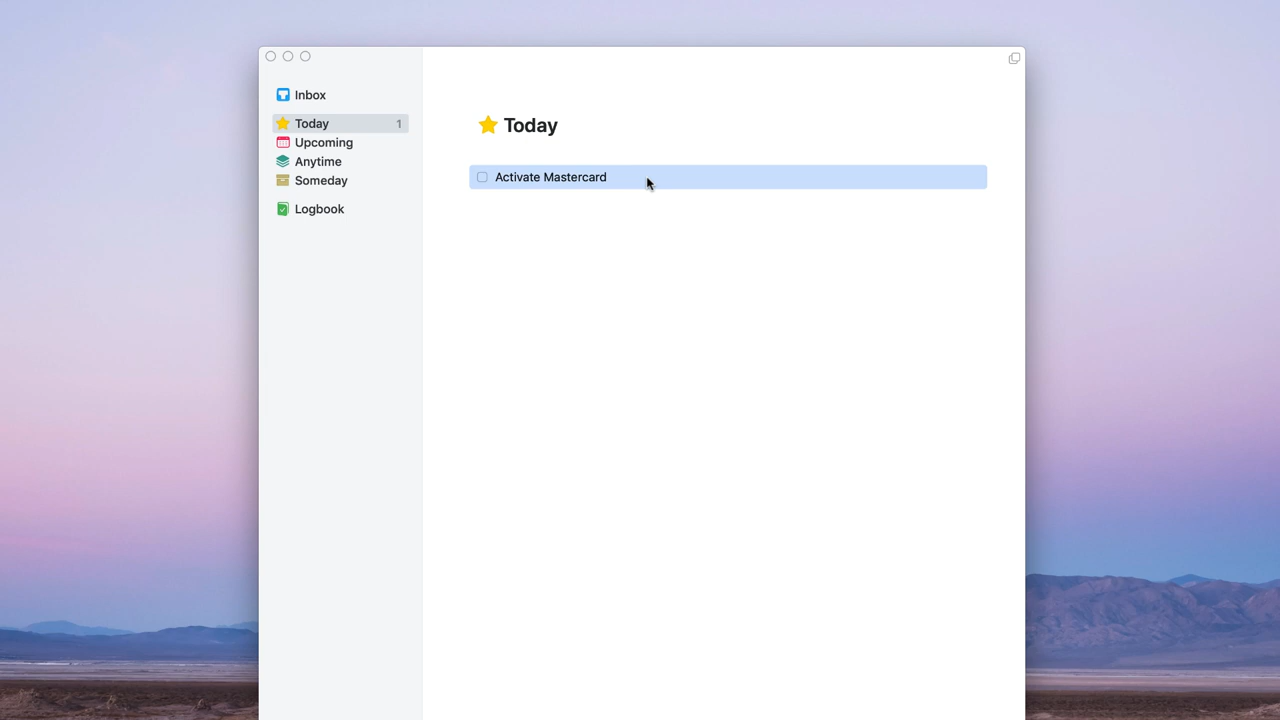 Inbox
Today 1
Upcoming
Anytime
Someday
Logbook
Today
Activate Mastercard